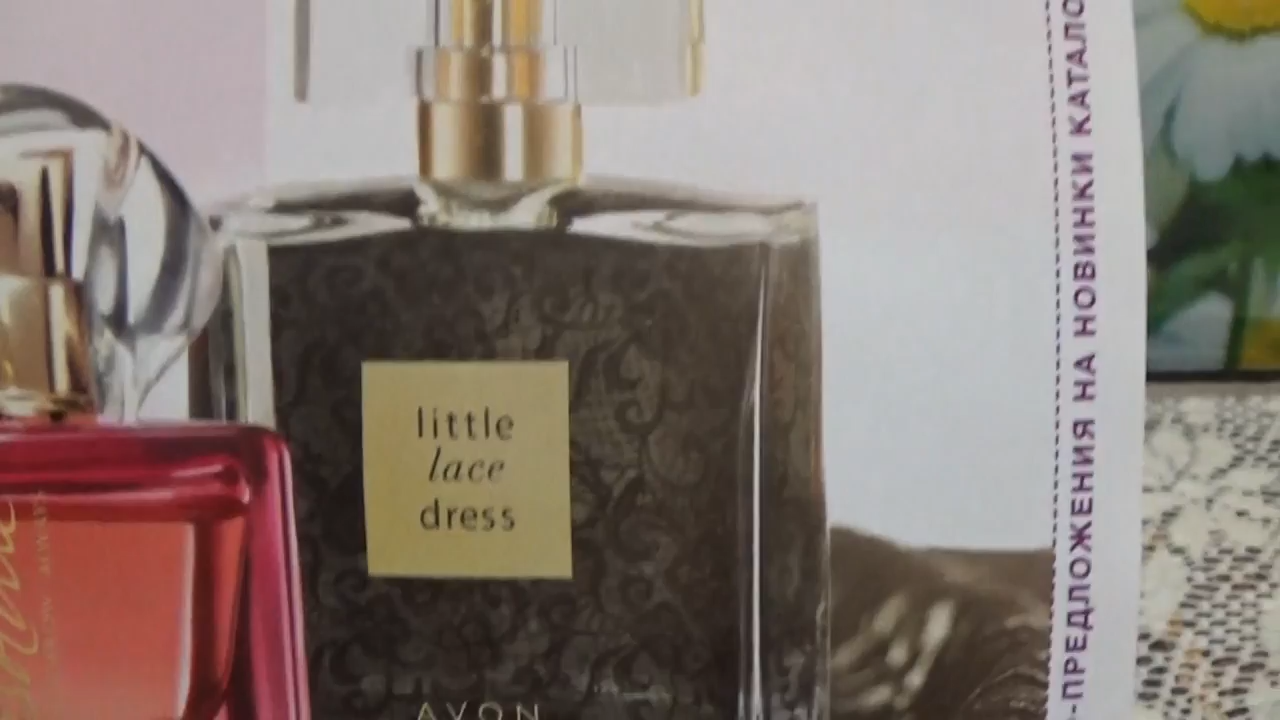 little
lace
dress
AVON
-ПРЕДЛОЖЕНИЯ НА НОВИНКИ КАТАЛО